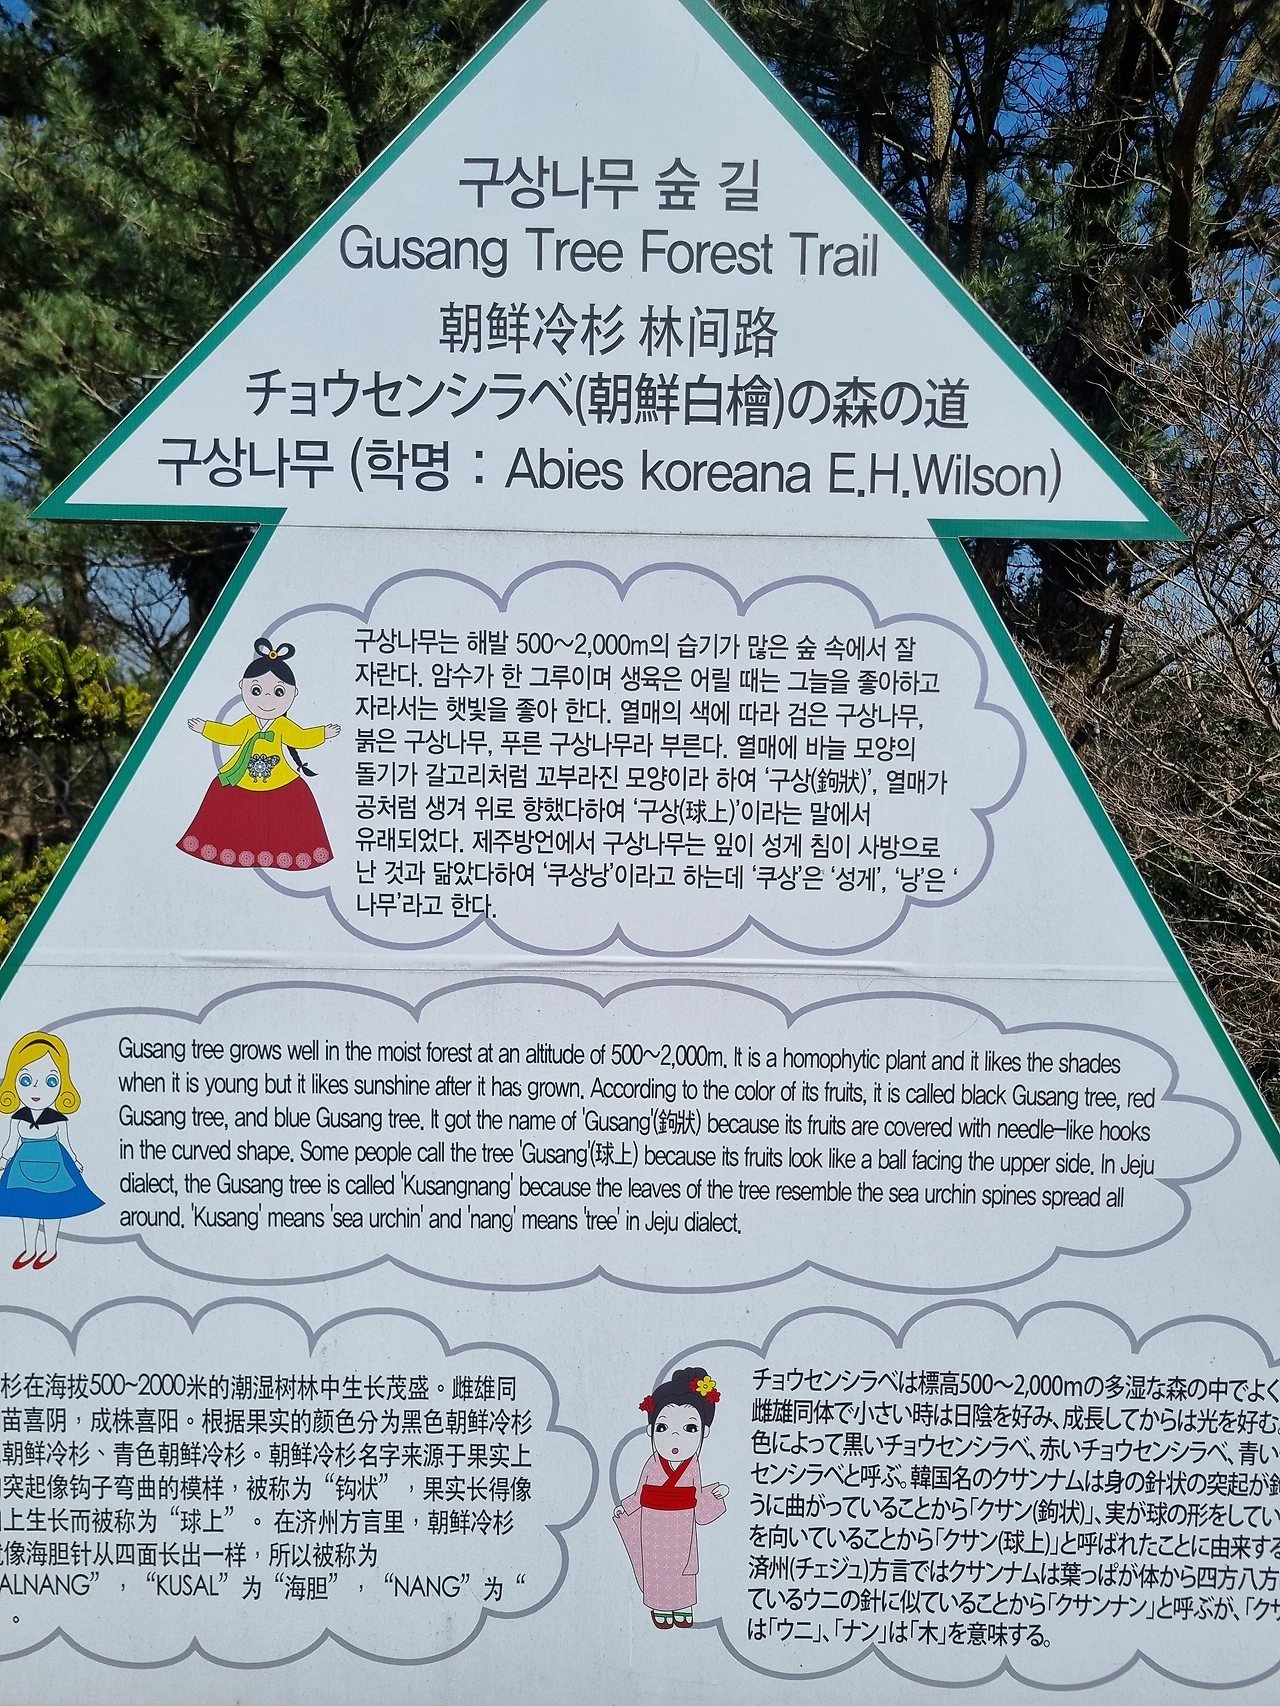 구상나무 숲 길
Gusang Tree Forest Trail
朝鲜冷杉 林间路
チョウセンシラベ(朝鮮白檜)の森の道
구상나무 (학명 : Abies koreana E.H.Wilson)
구상나무는 해발 500~2,000m의 습기가 많은 숲 속에서 잘
자란다. 암수가 한 그루이며 생육은 어릴 때는 그늘을 좋아하고
자라서는 햇빛을 좋아 한다. 열매의 색에 따라 검은 구상나무,
붉은 구상나무, 푸른 구상나무라 부른다. 열매에 바늘 모양의
돌기가 갈고리처럼 꼬부라진 모양이라 하여 ‘구상(鉤狀)’, 열매가
공처럼 생겨 위로 향했다하여 ‘구상(球上)’이라는 말에서
유래되었다. 제주방언에서 구상나무는 잎이 성게 침이 사방으로
난 것과 닮았다하여 ‘쿠상낭’이라고 하는데 ‘쿠상’은 ‘성게’, ‘낭’은 ‘
나무’라고 한다.
Gusang tree grows well in the moist forest at an altitude of 500~2,000m. It is a homophytic plant and it likes the shades
when it is young but it likes sunshine after it has grown. According to the color of its fruits, it is called black Gusang tree, red
Gusang tree, and blue Gusang tree. It got the name of 'Gusang'(鉤狀) because its fruits are covered with needle-like hooks
in the curved shape. Some people call the tree 'Gusang'(球上) because its fruits look like a ball facing the upper side. In Jeju
dialect, the Gusang tree is called 'Kusangnang' because the leaves of the tree resemble the sea urchin spines spread all
around. 'Kusang' means 'sea urchin' and 'nang' means 'tree' in Jeju dialect.
杉在海拔500~2000米的潮湿树林中生长茂盛。雌雄同
苗喜阴，成株喜阳。根据果实的颜色分为黑色朝鲜冷杉
朝鲜冷杉、青色朝鲜冷杉。朝鲜冷杉名字来源于果实上
突起像钩子弯曲的模样，被称为“钩状”，果实长得像
上生长而被称为“球上”。在济州方言里，朝鲜冷杉
像海胆针从四面长出一样，所以被称为
ALNANG”，“KUSAL”为“海胆”，“NANG”为“
。
チョウセンシラベは標高500~2,000mの多湿な森の中でよく
雌雄同体で小さい時は日陰を好み、成長してからは光を好む
色によって黒いチョウセンシラベ、赤いチョウセンシラベ、青い
センシラベと呼ぶ。韓国名のクサンナムは身の針状の突起が
うに曲がっていることから「クサン(鉤状)」、実が球の形をしてい
を向いていることから「クサン(球上)」と呼ばれたことに由来する
済州(チェジュ)方言ではクサンナムは葉っぱが体から四方八方
ているウニの針に似ていることから「クサンナン」と呼ぶが、「クサ
は「ウニ」、「ナン」は「木」を意味する。